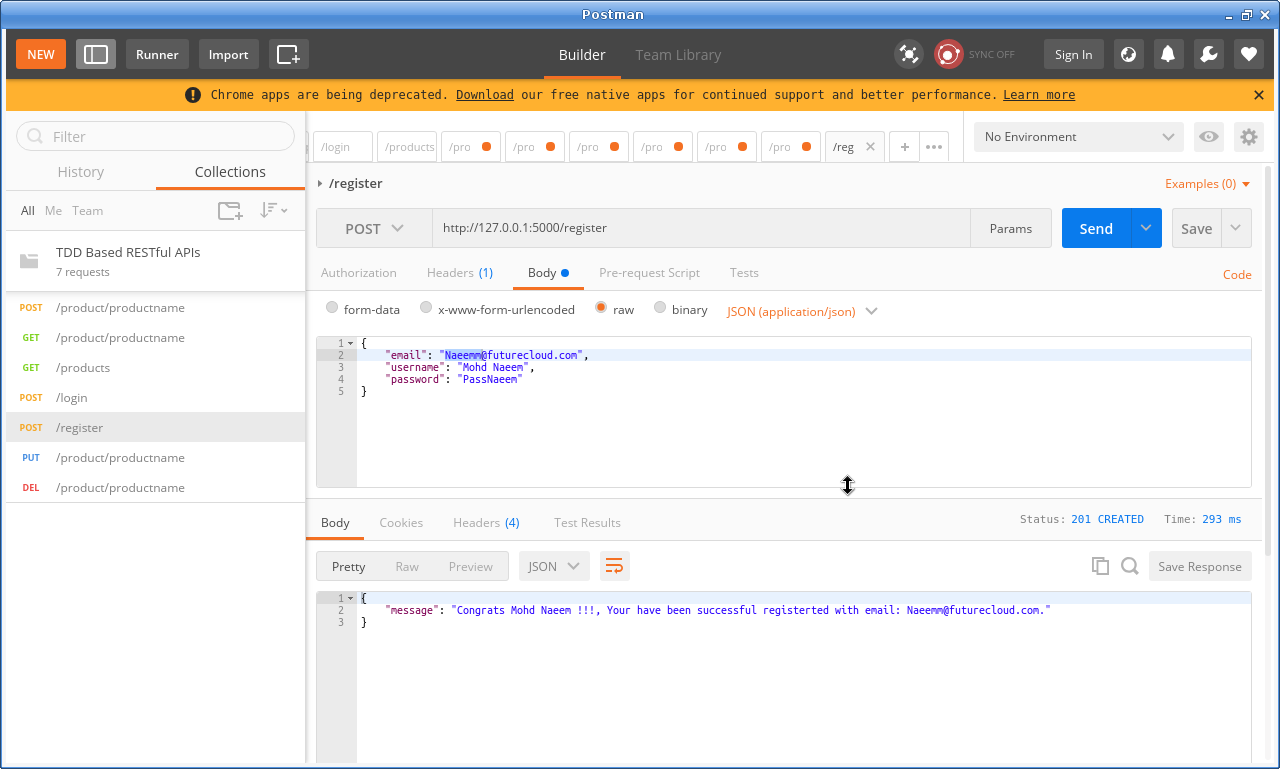 Postman
NEW Runner Import Builder Team Library SYNC OFF Sign In
Chrome apps are being deprecated. Download our free native apps for continued support and better performance. Learn more
Filter
History Collections
All Me Team
TDD Based RESTful APIs
7 requests
POST /product/productname
GET /product/productname
GET /products
POST /login
POST /register
PUT /product/productname
DEL /product/productname
/login /products /pro /pro /pro /pro /pro /pro /reg
No Environment
/register
Examples (0)
POST http://127.0.0.1:5000/register Params Send Save
Authorization Headers (1) Body Pre-request Script Tests Code
form-data x-www-form-urlencoded raw binary JSON (application/json)
1 {
2 "email": "Naeemm@futurecloud.com",
3 "username": "Mohd Naeem",
4 "password": "PassNaeem"
5 }
Body Cookies Headers (4) Test Results Status: 201 CREATED Time: 293 ms
Pretty Raw Preview JSON Save Response
1 {
2 "message": "Congrats Mohd Naeem !!!, Your have been successful registerted with email: Naeemm@futurecloud.com."
3 }